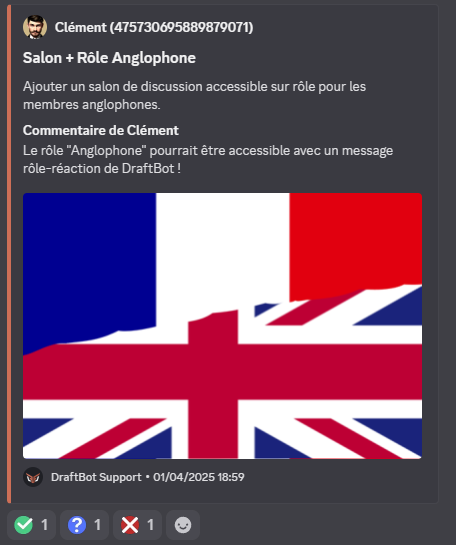 Clément (475730695889879071)
Salon + Rôle Anglophone
Ajouter un salon de discussion accessible sur rôle pour les
membres anglophones.
Commentaire de Clément
Le rôle "Anglophone" pourrait être accessible avec un message
rôle-réaction de DraftBot !
DraftBot Support • 01/04/2025 18:59
1 ? 1 1